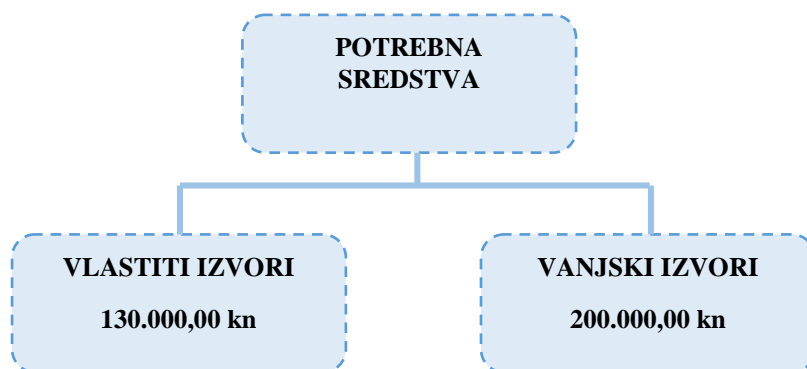 POTREBNA
SREDSTVA
VLASTITI IZVORI
130.000,00 kn
VANJSKI IZVORI
200.000,00 kn